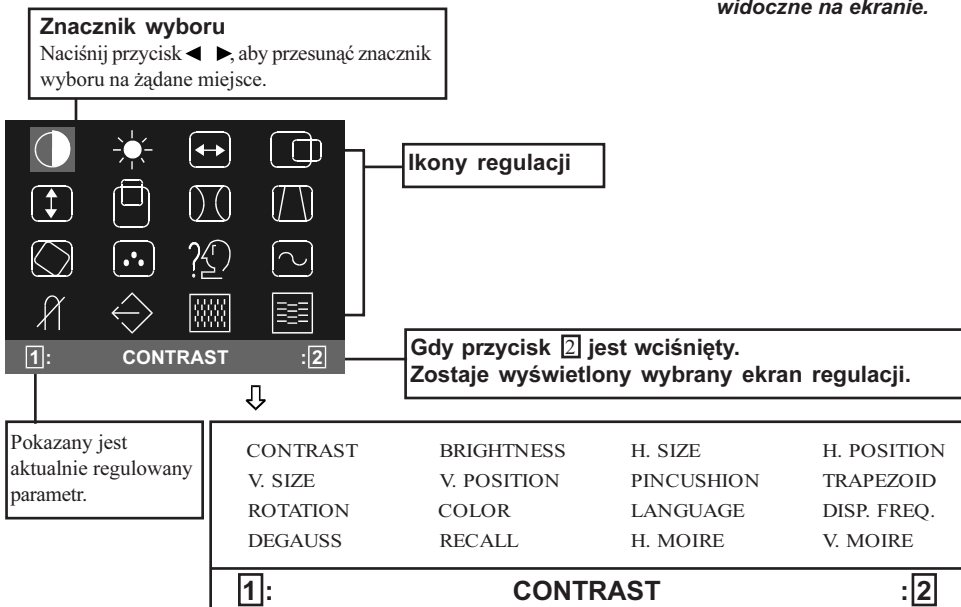 widoczne na ekranie.
Znacznik wyboru
Naciśnij przycisk ◄ ►, aby przesunąć znacznik
wyboru na żądane miejsce.
Ikony regulacji
1: CONTRAST :2
Gdy przycisk 2 jest wciśnięty.
Zostaje wyświetlony wybrany ekran regulacji.
Pokazany jest
aktualnie regulowany
parametr.
CONTRAST BRIGHTNESS H. SIZE H. POSITION
V. SIZE V. POSITION PINCUSHION TRAPEZOID
ROTATION COLOR LANGUAGE DISP. FREQ.
DEGAUSS RECALL H. MOIRE V. MOIRE
1: CONTRAST :2